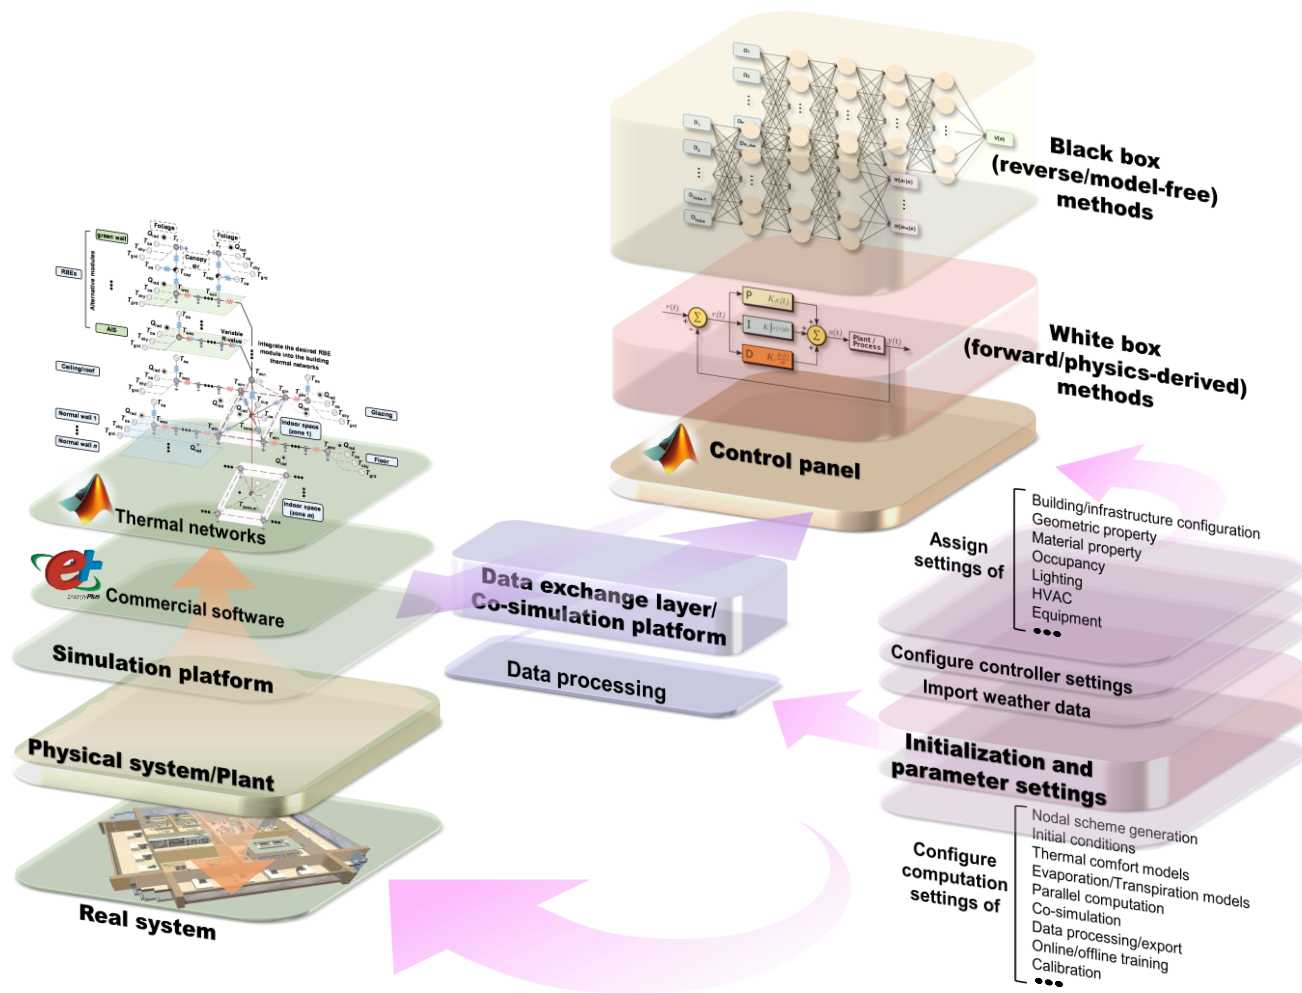 Black box
(reverse/model-free)
methods
White box
(forward/physics-derived)
methods
r(t)
e(t)
P
I
D
u(t)
Plant /
Process
y(t)
Control panel
Foliage
Foliage
Canopy
air
green wall
RBEs
Alternative modules
AIS
Variable
R-value
Integrate the desired RBE
module into the building
thermal networks
Ceiling/roof
Normal wall 1
Normal wall n
Glazing
Indoor space
(zone 1)
Floor
Indoor space
(zone m)
Thermal networks
EnergyPlus
Commercial software
Simulation platform
Physical system/Plant
Real system
Data exchange layer/
Co-simulation platform
Data processing
Assign
settings of
Building/infrastructure configuration
Geometric property
Material property
Occupancy
Lighting
HVAC
Equipment
Configure controller settings
Import weather data
Initialization and
parameter settings
Configure
computation
settings of
Nodal scheme generation
Initial conditions
Thermal comfort models
Evaporation/Transpiration models
Parallel computation
Co-simulation
Data processing/export
Online/offline training
Calibration